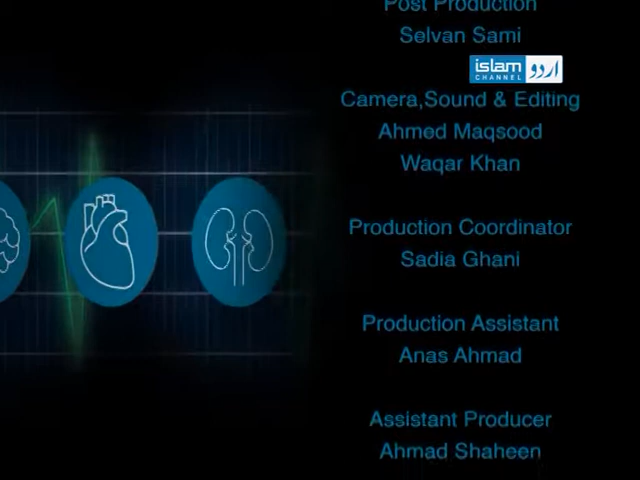 Post Production
Selvan Sami
islam
CHANNEL
اردو
Camera,Sound & Editing
Ahmed Maqsood
Waqar Khan
Production Coordinator
Sadia Ghani
Production Assistant
Anas Ahmad
Assistant Producer
Ahmad Shaheen